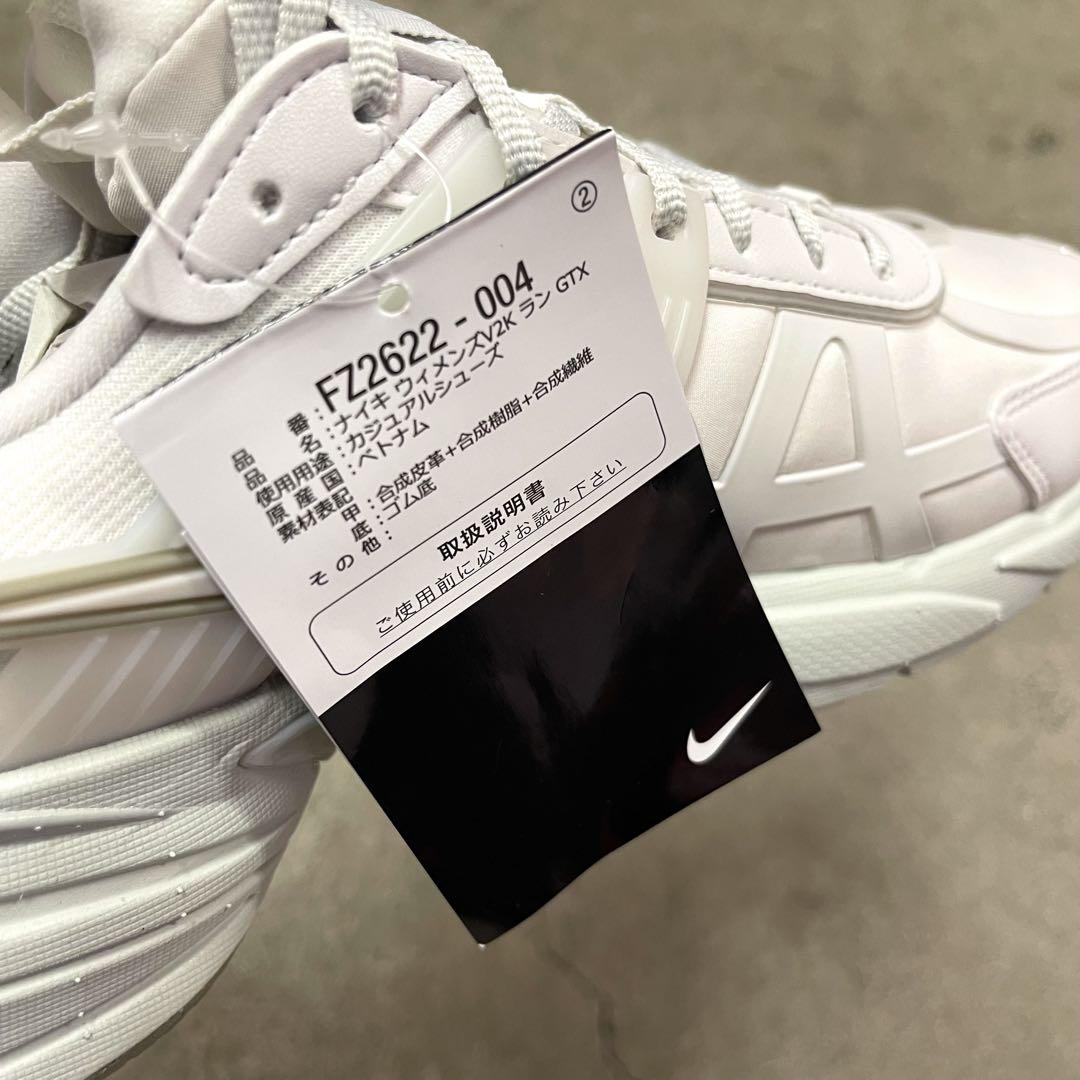 ②
品番:FZ2622-004
品名:ナイキ ウィメンズV2K ラン GTX
使用用途:カジュアルシューズ
原産国:ベトナム
素材表記 甲:合成皮革+合成樹脂+合成繊維
底:ゴム底
その他:
取扱説明書
ご使用前に必ずお読み下さい